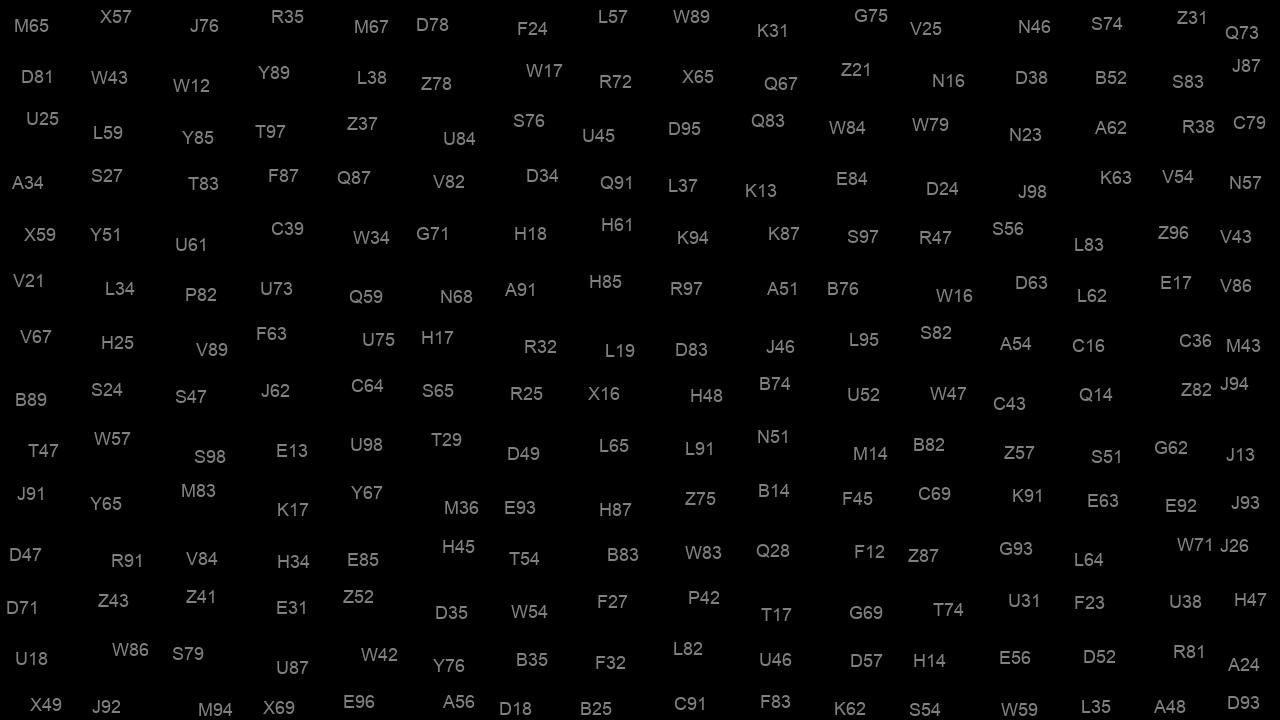 M65 X57 J76 R35 M67 D78 F24 L57 W89 K31 G75 V25 N46 S74 Z31 Q73
D81 W43 W12 Y89 L38 Z78 W17 R72 X65 Q67 Z21 N16 D38 B52 S83 J87
U25 L59 Y85 T97 Z37 U84 S76 U45 D95 Q83 W84 W79 N23 A62 R38 C79
A34 S27 T83 F87 Q87 V82 D34 Q91 L37 K13 E84 D24 J98 K63 V54 N57
X59 Y51 U61 C39 W34 G71 H18 H61 K94 K87 S97 R47 S56 L83 Z96 V43
V21 L34 P82 U73 Q59 N68 A91 H85 R97 A51 B76 W16 D63 L62 E17 V86
V67 H25 V89 F63 U75 H17 R32 L19 D83 J46 L95 S82 A54 C16 C36 M43
B89 S24 S47 J62 C64 S65 R25 X16 H48 B74 U52 W47 C43 Q14 Z82 J94
T47 W57 S98 E13 U98 T29 D49 L65 L91 N51 M14 B82 Z57 S51 G62 J13
J91 Y65 M83 K17 Y67 M36 E93 H87 Z75 B14 F45 C69 K91 E63 E92 J93
D47 R91 V84 H34 E85 H45 T54 B83 W83 Q28 F12 Z87 G93 L64 W71 J26
D71 Z43 Z41 E31 Z52 D35 W54 F27 P42 T17 G69 T74 U31 F23 U38 H47
U18 W86 S79 U87 W42 Y76 B35 F32 L82 U46 D57 H14 E56 D52 R81 A24
X49 J92 M94 X69 E96 A56 D18 B25 C91 F83 K62 S54 W59 L35 A48 D93